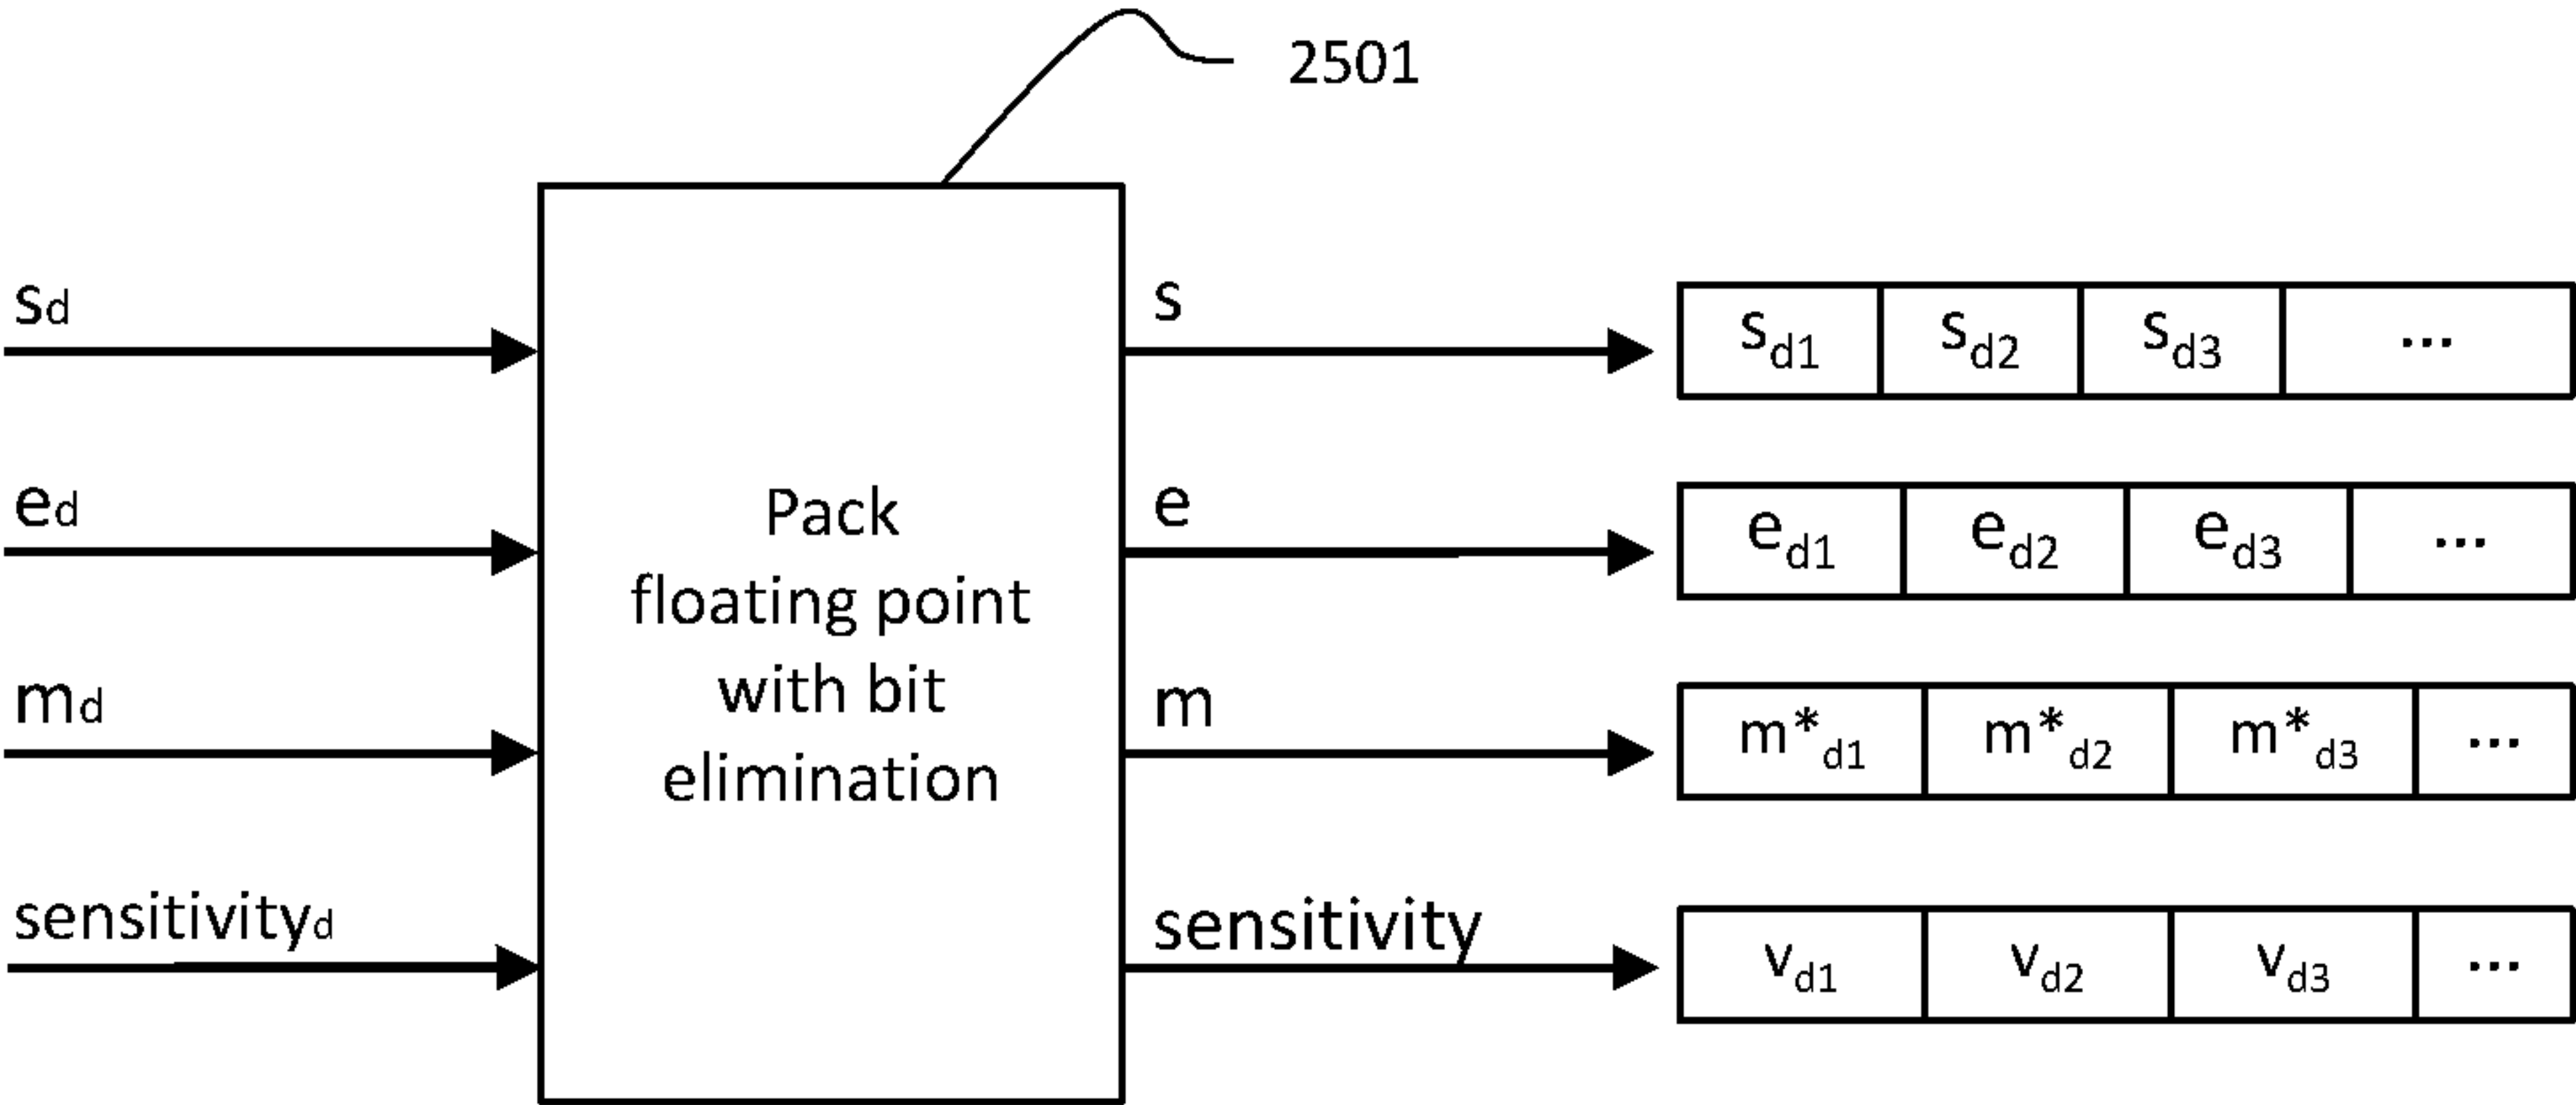 2501
sd
ed
md
sensitivityd
Pack
floating point
with bit
elimination
s
e
m
sensitivity
sd1 sd2 sd3 ...
ed1 ed2 ed3 ...
m*d1 m*d2 m*d3 ...
vd1 vd2 vd3 ...